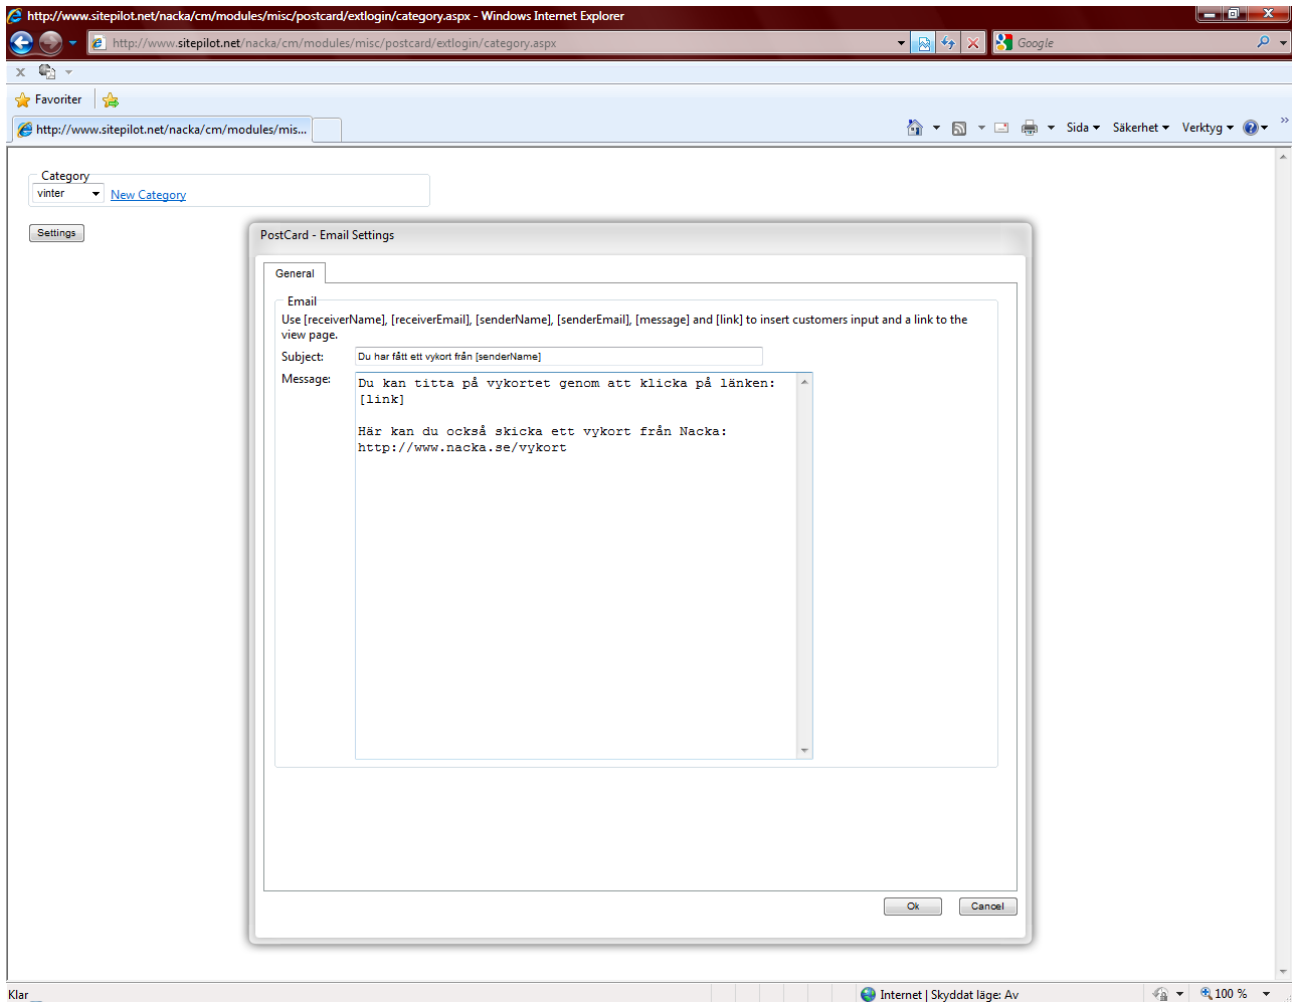 http://www.sitepilot.net/nacka/cm/modules/misc/postcard/extlogin/category.aspx - Windows Internet Explorer
http://www.sitepilot.net/nacka/cm/modules/misc/postcard/extlogin/category.aspx
Google
Favoriter
http://www.sitepilot.net/nacka/cm/modules/mis...
Sida
Säkerhet
Verktyg
Category
vinter
New Category
Settings
PostCard - Email Settings
General
Email
Use [receiverName], [receiverEmail], [senderName], [senderEmail], [message] and [link] to insert customers input and a link to the
view page.
Subject:
Du har fått ett vykort från [senderName]
Message:
Du kan titta på vykortet genom att klicka på länken:
[link]
Här kan du också skicka ett vykort från Nacka:
http://www.nacka.se/vykort
Ok
Cancel
Klar
Internet | Skyddat läge: Av
100 %